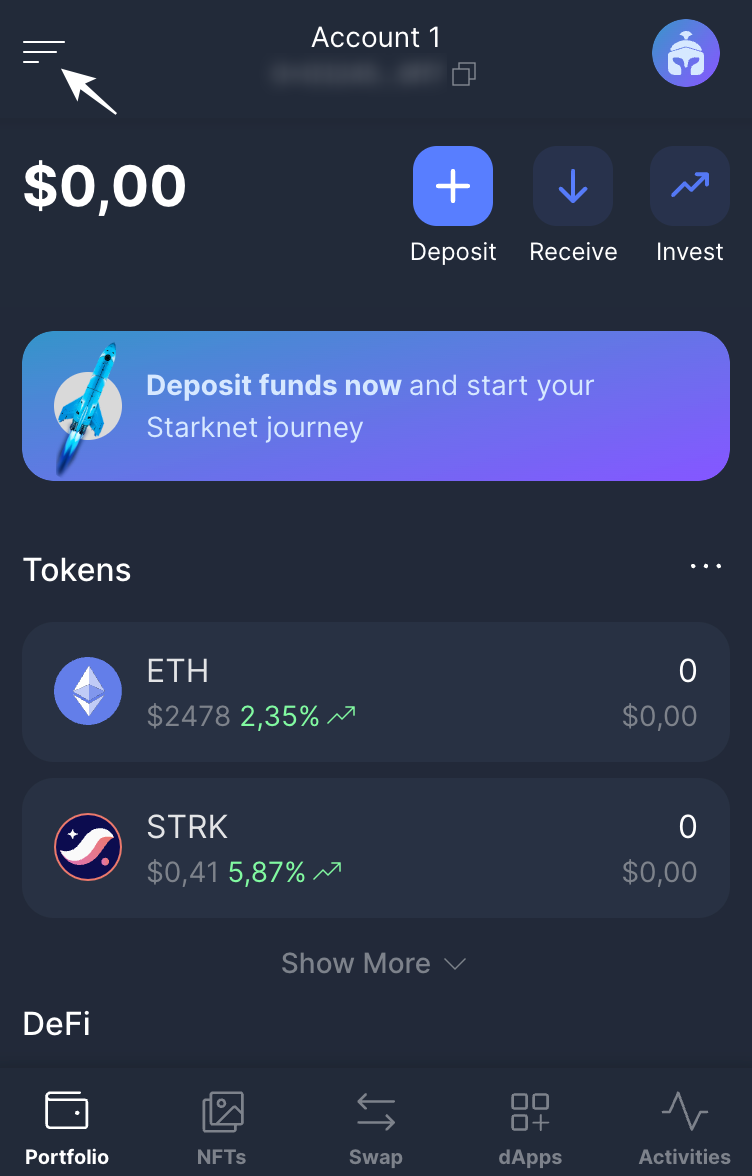 Account 1
$0,00
Deposit Receive Invest
Deposit funds now and start your
Starknet journey
Tokens
ETH 0
$2478 2,35% $0,00
STRK 0
$0,41 5,87% $0,00
Show More
DeFi
Portfolio NFTs Swap dApps Activities